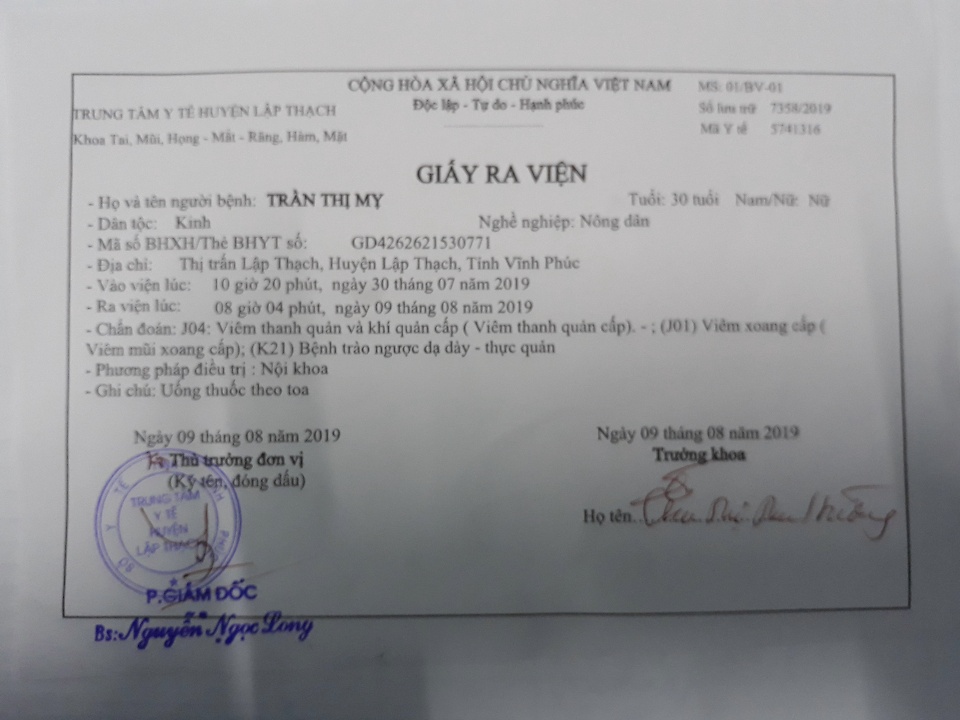 CỘNG HÒA XÃ HỘI CHỦ NGHĨA VIỆT NAM
Độc lập - Tự do - Hạnh phúc
MS: 01/BV-01
Số lưu trữ 7358/2019
Mã Y tế 5741316
TRUNG TÂM Y TẾ HUYỆN LẬP THẠCH
Khoa Tai, Mũi, Họng - Mắt - Răng, Hàm, Mặt
GIẤY RA VIỆN
- Họ và tên người bệnh: TRẦN THỊ MY Tuổi: 30 tuổi Nam/Nữ: Nữ
- Dân tộc: Kinh Nghề nghiệp: Nông dân
- Mã số BHXH/Thẻ BHYT số: GD4262621530771
- Địa chỉ: Thị trấn Lập Thạch, Huyện Lập Thạch, Tỉnh Vĩnh Phúc
- Vào viện lúc: 10 giờ 20 phút, ngày 30 tháng 07 năm 2019
- Ra viện lúc: 08 giờ 04 phút, ngày 09 tháng 08 năm 2019
- Chẩn đoán: J04: Viêm thanh quản và khí quản cấp ( Viêm thanh quản cấp). - ; (J01) Viêm xoang cấp (
Viêm mũi xoang cấp); (K21) Bệnh trào ngược dạ dày - thực quản
- Phương pháp điều trị : Nội khoa
- Ghi chú: Uống thuốc theo toa
Ngày 09 tháng 08 năm 2019
Thủ trưởng đơn vị
(Ký tên, đóng dấu)
TRUNG TÂM
Y TẾ
HUYỆN
LẬP THẠCH
P.GIÁM ĐỐC
Bs: Nguyễn Ngọc Long
Ngày 09 tháng 08 năm 2019
Trưởng khoa
Họ tên